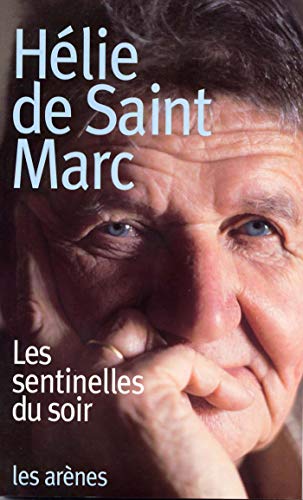 Hélie
de Saint
Marc
Les
sentinelles
du soir
les arènes